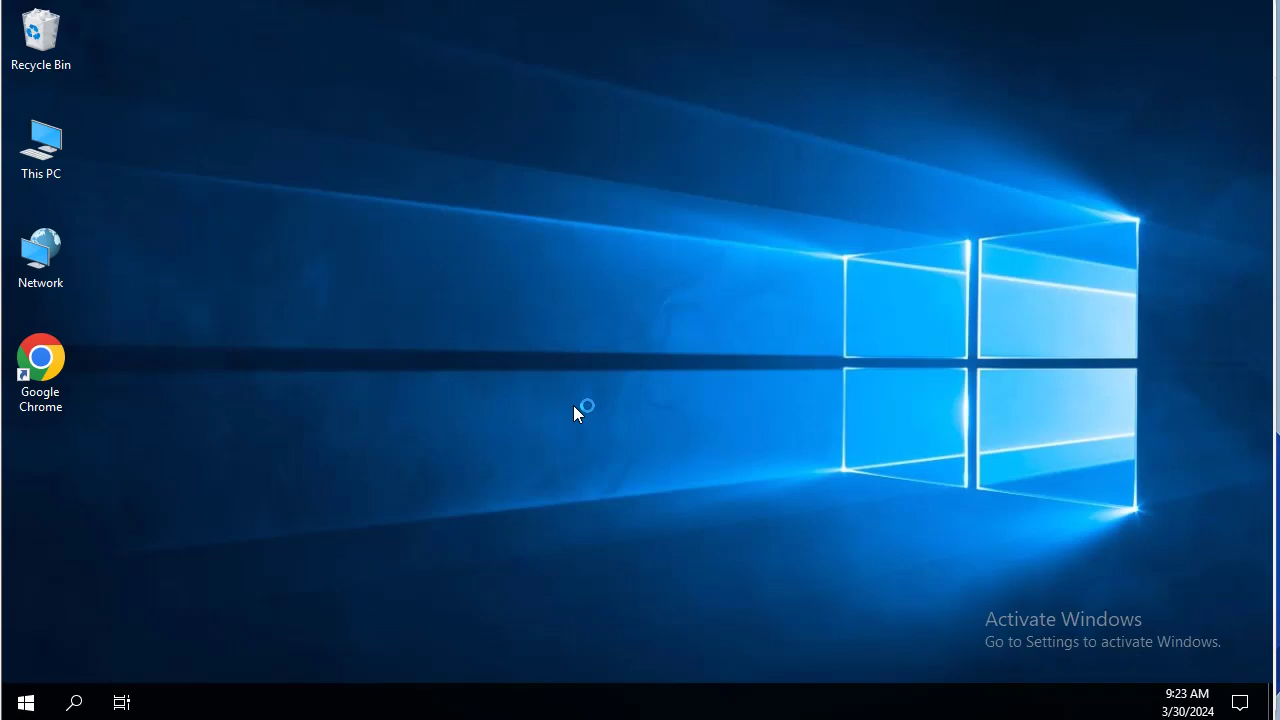 Recycle Bin
This PC
Network
Google
Chrome
Activate Windows
Go to Settings to activate Windows.
9:23 AM
3/30/2024